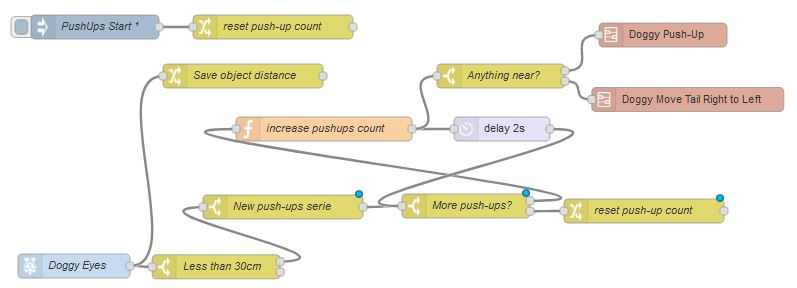 PushUps Start ¹
reset push-up count
Doggy Push-Up
Save object distance
Anything near?
Doggy Move Tail Right to Left
f
increase pushups count
delay 2s
New push-ups serie
More push-ups?
reset push-up count
Doggy Eyes
Less than 30cm